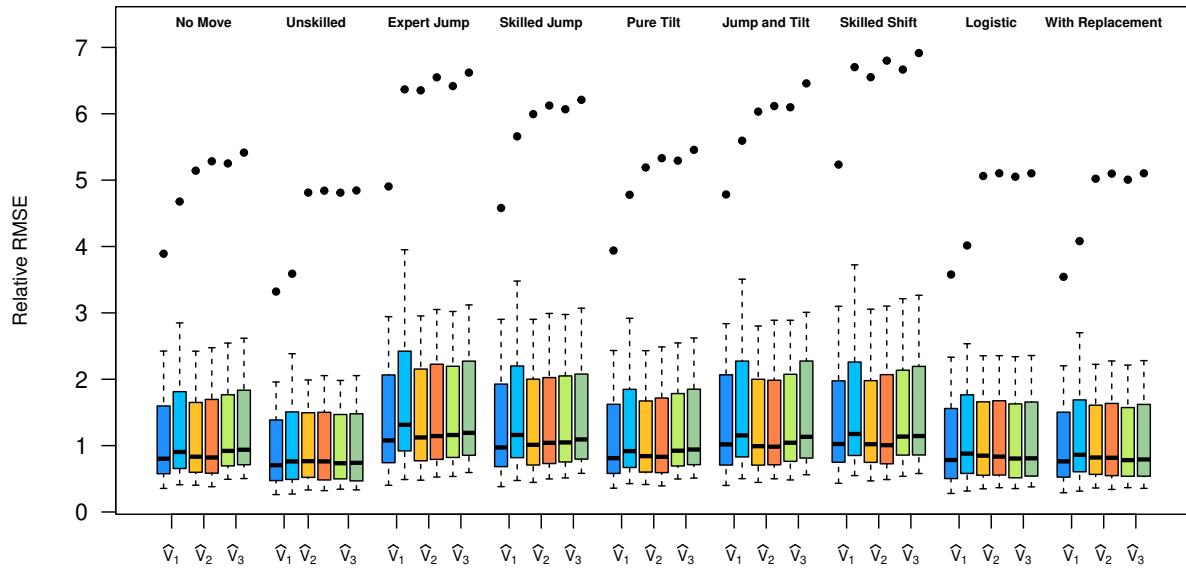 No Move Unskilled Expert Jump Skilled Jump Pure Tilt Jump and Tilt Skilled Shift Logistic With Replacement
Relative RMSE
7
6
5
4
3
2
1
0
V̂₁ V̂₂ V̂₃ V̂₁ V̂₂ V̂₃ V̂₁ V̂₂ V̂₃ V̂₁ V̂₂ V̂₃ V̂₁ V̂₂ V̂₃ V̂₁ V̂₂ V̂₃ V̂₁ V̂₂ V̂₃ V̂₁ V̂₂ V̂₃ V̂₁ V̂₂ V̂₃